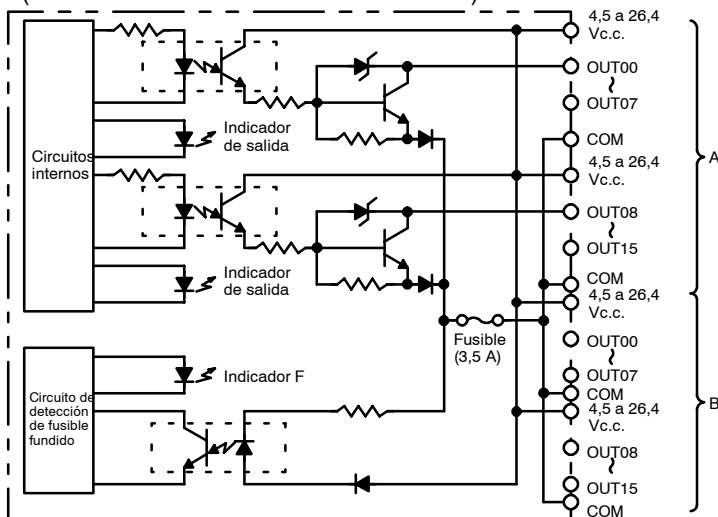 4,5 a 26,4
Vc.c.
OUT00
~
OUT07
COM
4,5 a 26,4
Vc.c.
OUT08
~
OUT15
COM
4,5 a 26,4
Vc.c.
OUT00
~
OUT07
COM
4,5 a 26,4
Vc.c.
OUT08
~
OUT15
COM
A
B
Circuitos
internos
Indicador
de salida
Indicador
de salida
Fusible
(3,5 A)
Indicador F
Circuito de
detección
de fusible
fundido